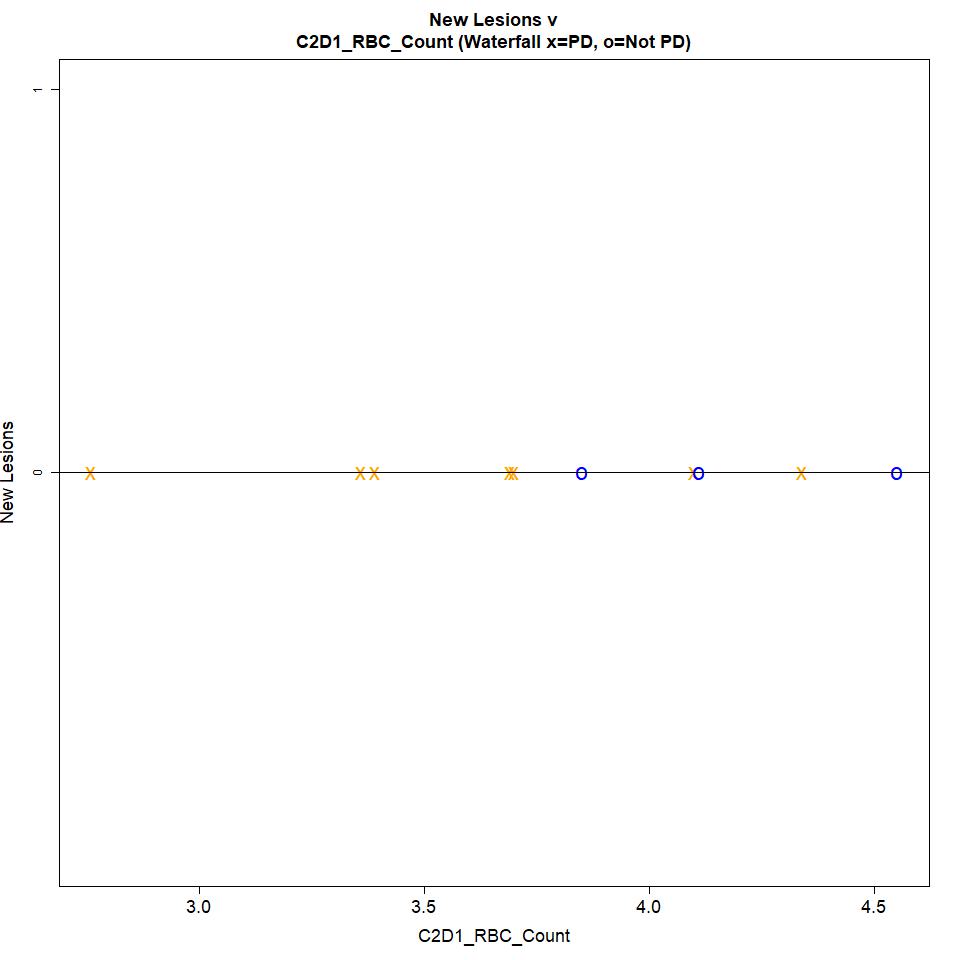 New Lesions v
C2D1_RBC_Count (Waterfall x=PD, o=Not PD)
1
0
New Lesions
x x x x x o x o x o
3.0 3.5 4.0 4.5
C2D1_RBC_Count